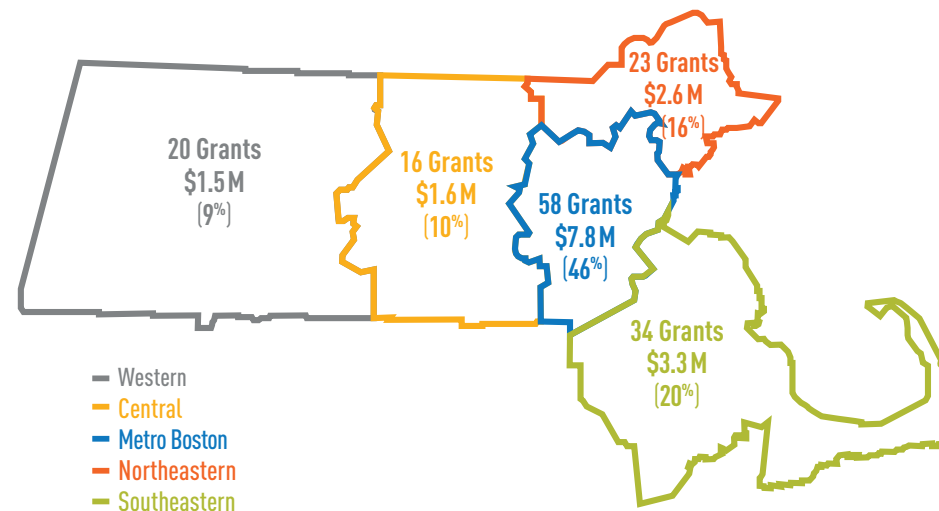 23 Grants
$2.6 M
(16%)
20 Grants
$1.5 M
(9%)
16 Grants
$1.6 M
(10%)
58 Grants
$7.8 M
(46%)
34 Grants
$3.3 M
(20%)
Western
Central
Metro Boston
Northeastern
Southeastern